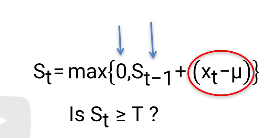 Sₜ=max{0,Sₜ₋₁+(xₜ−μ)}
Is Sₜ ≥ T ?